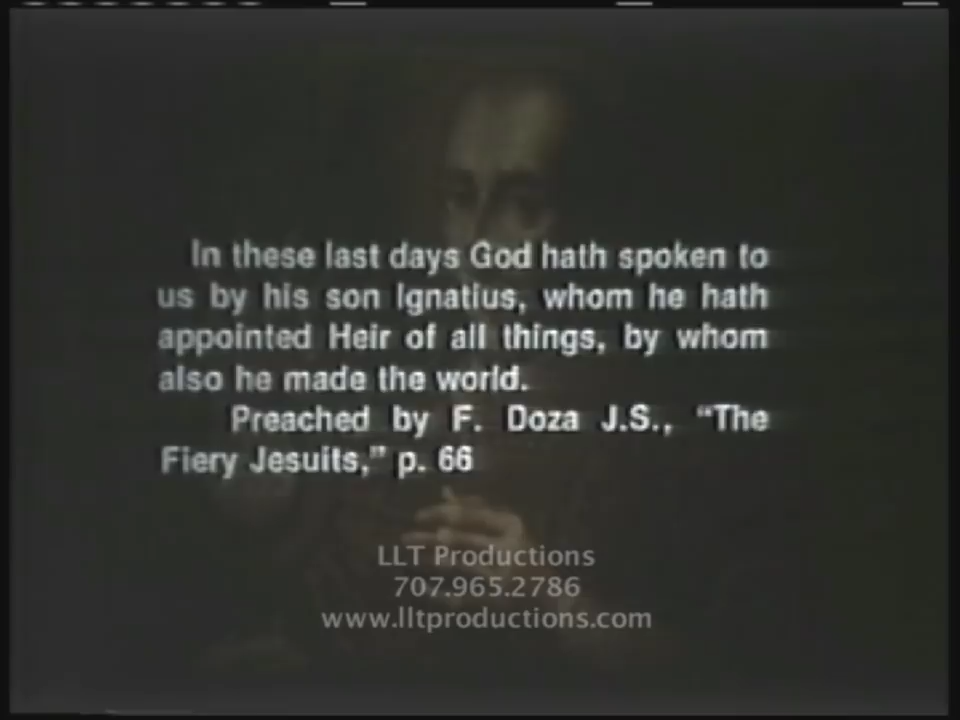 In these last days God hath spoken to
us by his son Ignatius, whom he hath
appointed Heir of all things, by whom
also he made the world.
Preached by F. Doza J.S., “The
Fiery Jesuits,” p. 66
LLT Productions
707.965.2786
www.lltproductions.com